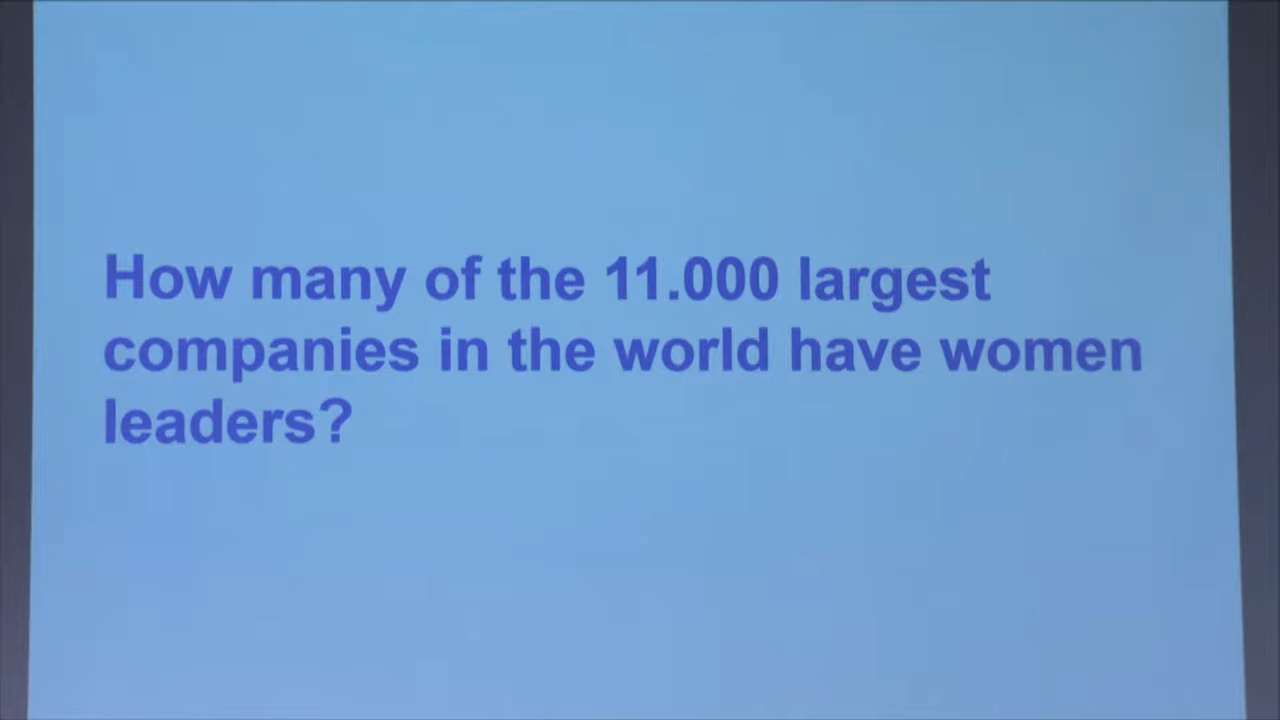 How many of the 11.000 largest
companies in the world have women
leaders?